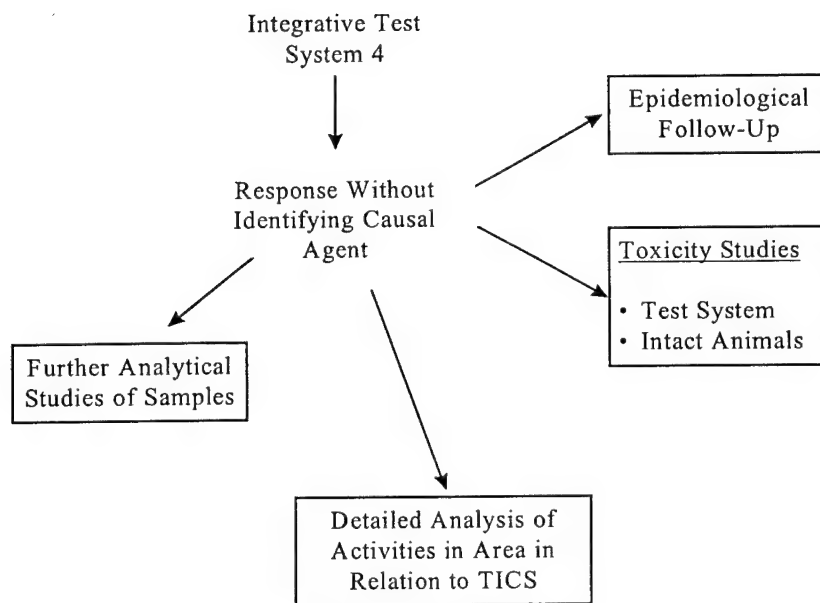 Integrative Test
System 4
Epidemiological
Follow-Up
Response Without
Identifying Causal
Agent
Toxicity Studies
• Test System
• Intact Animals
Further Analytical
Studies of Samples
Detailed Analysis of
Activities in Area in
Relation to TICS